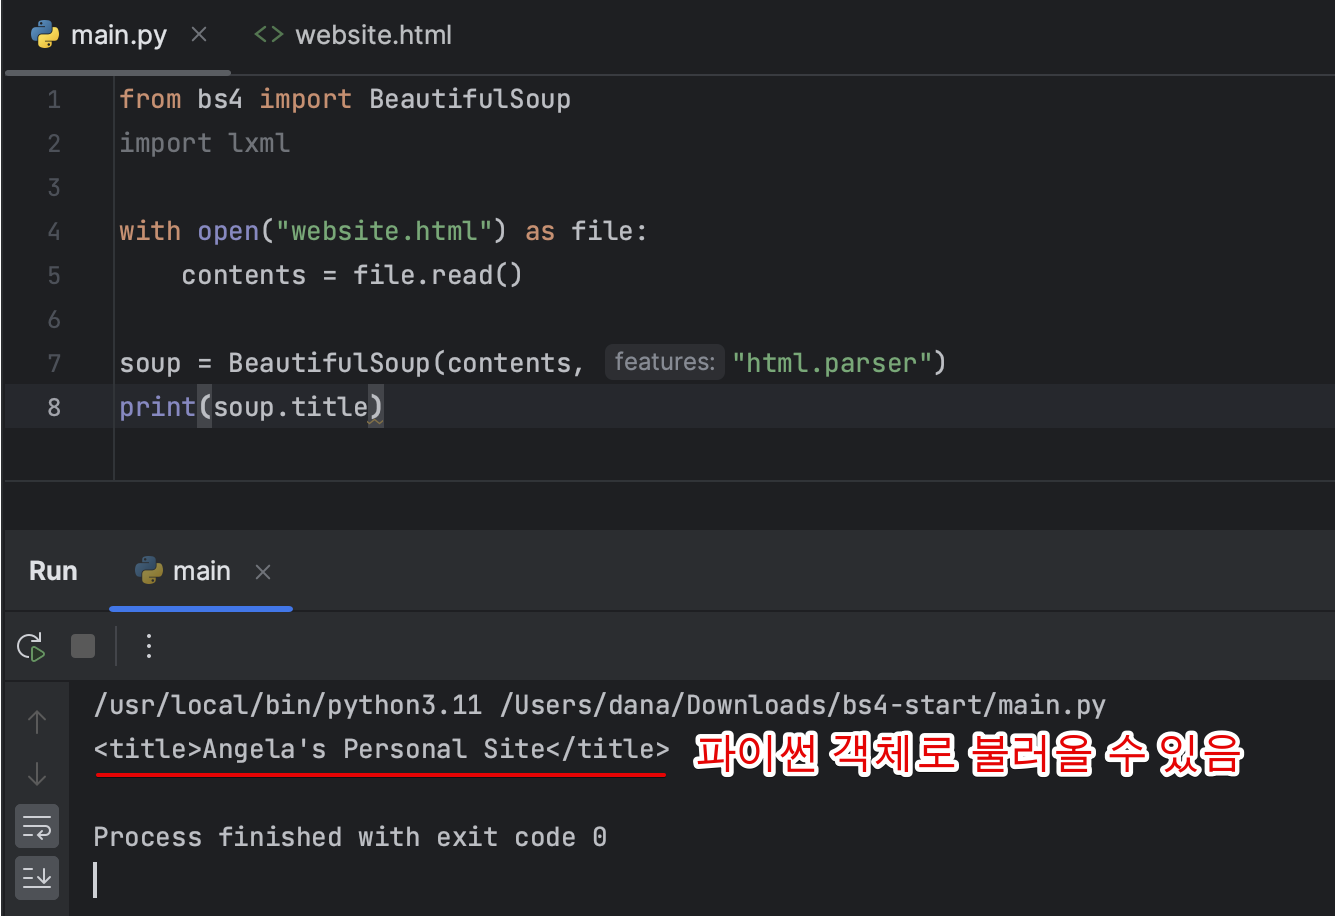 main.py
website.html
1 from bs4 import BeautifulSoup
2 import lxml
3
4 with open("website.html") as file:
5     contents = file.read()
6
7 soup = BeautifulSoup(contents, features: "html.parser")
8 print(soup.title)
Run main
/usr/local/bin/python3.11 /Users/dana/Downloads/bs4-start/main.py
<title>Angela's Personal Site</title> 파이썬 객체로 불러올 수 있음
Process finished with exit code 0